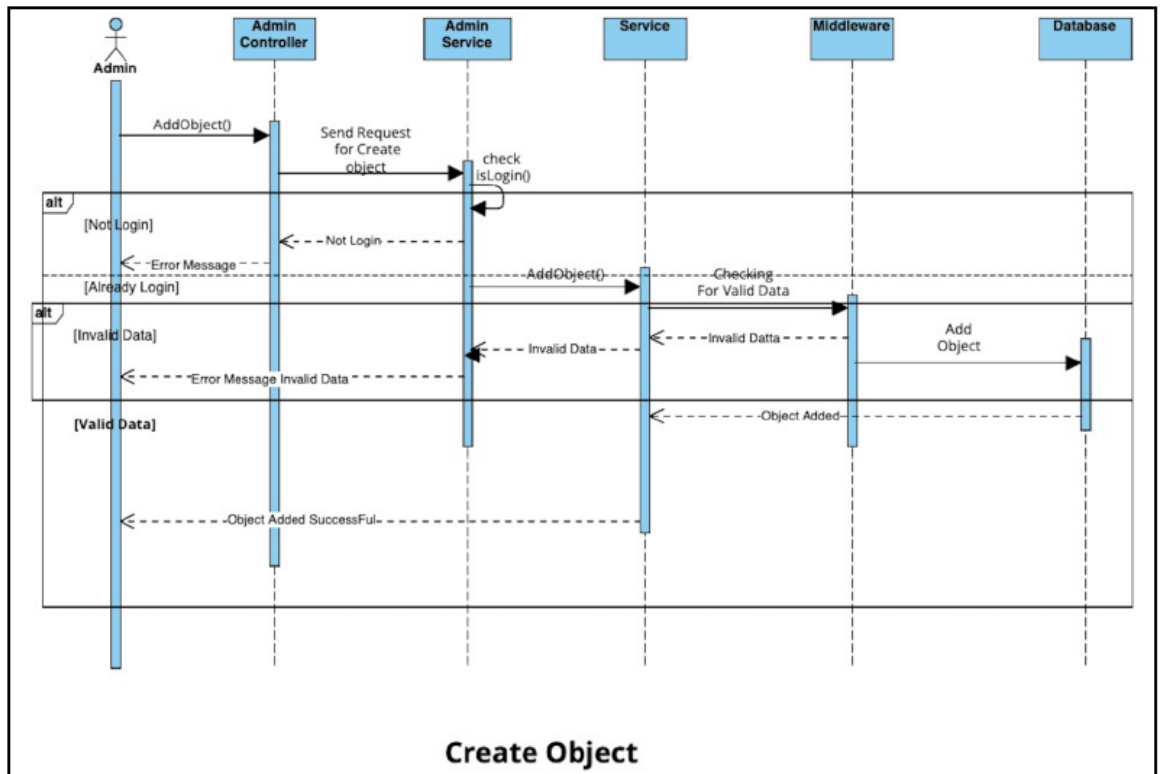 Admin
Admin
Controller
Admin
Service
Service
Middleware
Database
AddObject()
Send Request
for Create
object
check
isLogin()
alt
[Not Login]
Not Login
Error Message
[Already Login]
AddObject()
Checking
For Valid Data
alt
[Invalid Data]
Invalid Datta
Invalid Data
Add
Object
Error Message Invalid Data
[Valid Data]
Object Added
Object Added SuccessFul
Create Object